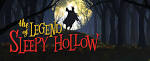 the LEGEND
of SLEEPY HOLLOW